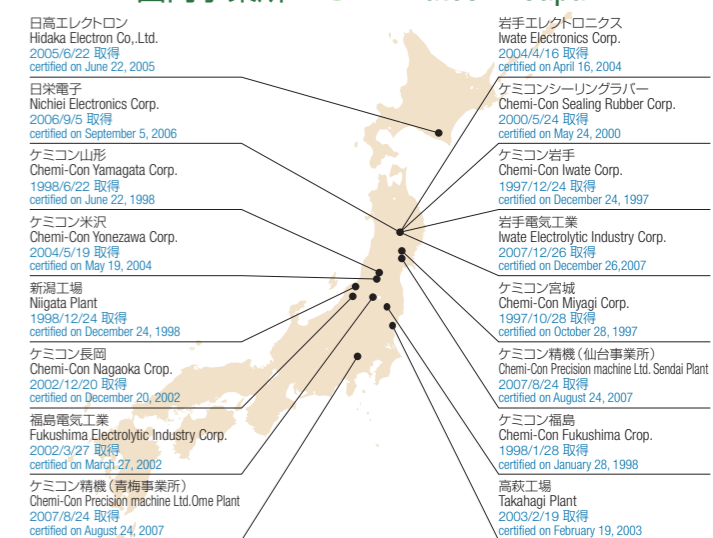 日高エレクトロン
Hidaka Electron Co,.Ltd.
2005/6/22 取得
certified on June 22, 2005
日栄電子
Nichiei Electronics Corp.
2006/9/5 取得
certified on September 5, 2006
ケミコン山形
Chemi-Con Yamagata Corp.
1998/6/22 取得
certified on June 22, 1998
ケミコン米沢
Chemi-Con Yonezawa Corp.
2004/5/19 取得
certified on May 19, 2004
新潟工場
Niigata Plant
1998/12/24 取得
certified on December 24, 1998
ケミコン長岡
Chemi-Con Nagaoka Crop.
2002/12/20 取得
certified on December 20, 2002
福島電気工業
Fukushima Electrolytic Industry Corp.
2002/3/27 取得
certified on March 27, 2002
ケミコン精機（青梅事業所）
Chemi-Con Precision machine Ltd.Ome Plant
2007/8/24 取得
certified on August 24, 2007
岩手エレクトロニクス
Iwate Electronics Corp.
2004/4/16 取得
certified on April 16, 2004
ケミコンシーリングラバー
Chemi-Con Sealing Rubber Corp.
2000/5/24 取得
certified on May 24, 2000
ケミコン岩手
Chemi-Con Iwate Corp.
1997/12/24 取得
certified on December 24, 1997
岩手電気工業
Iwate Electrolytic Industry Corp.
2007/12/26 取得
certified on December 26,2007
ケミコン宮城
Chemi-Con Miyagi Corp.
1997/10/28 取得
certified on October 28, 1997
ケミコン精機（仙台事業所）
Chemi-Con Precision machine Ltd. Sendai Plant
2007/8/24 取得
certified on August 24, 2007
ケミコン福島
Chemi-Con Fukushima Crop.
1998/1/28 取得
certified on January 28, 1998
高萩工場
Takahagi Plant
2003/2/19 取得
certified on February 19, 2003